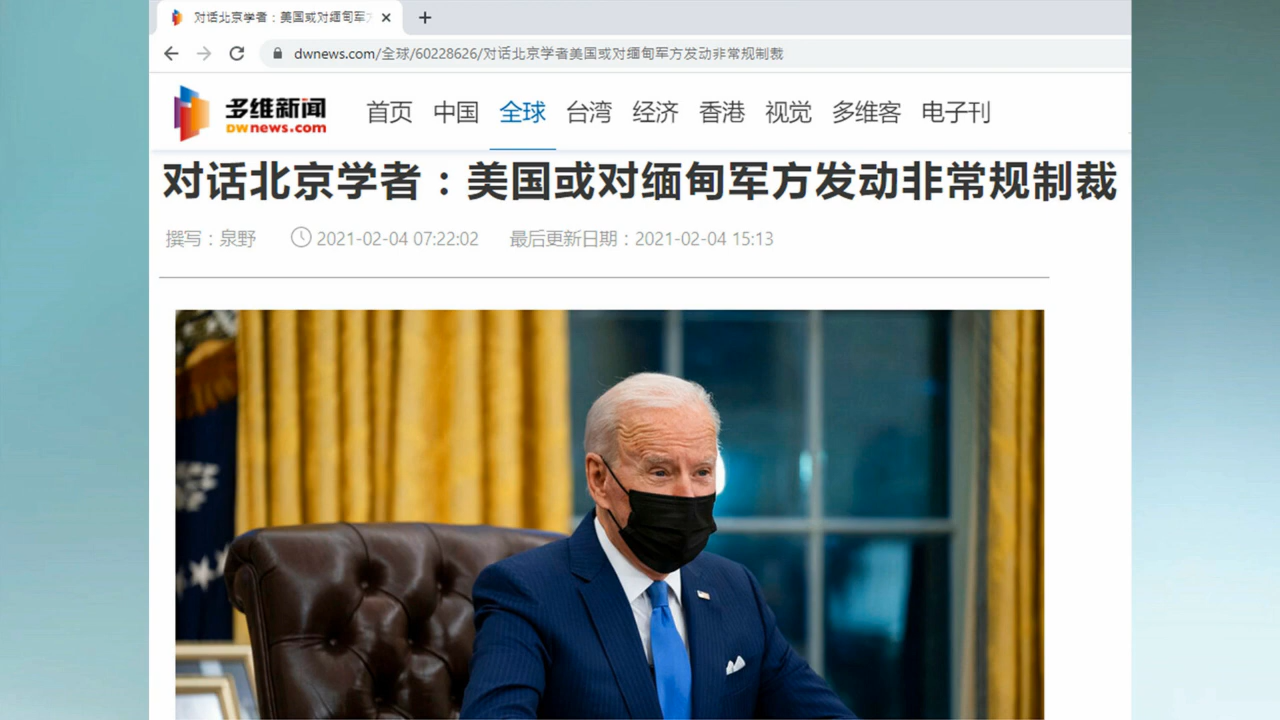 对话北京学者：美国或对缅甸军
dwnews.com/全球/60228626/对话北京学者美国或对缅甸军方发动非常规制裁
多维新闻
DWnews.com
首页 中国 全球 台湾 经济 香港 视觉 多维客 电子刊
对话北京学者：美国或对缅甸军方发动非常规制裁
撰写：泉野 2021-02-04 07:22:02 最后更新日期：2021-02-04 15:13